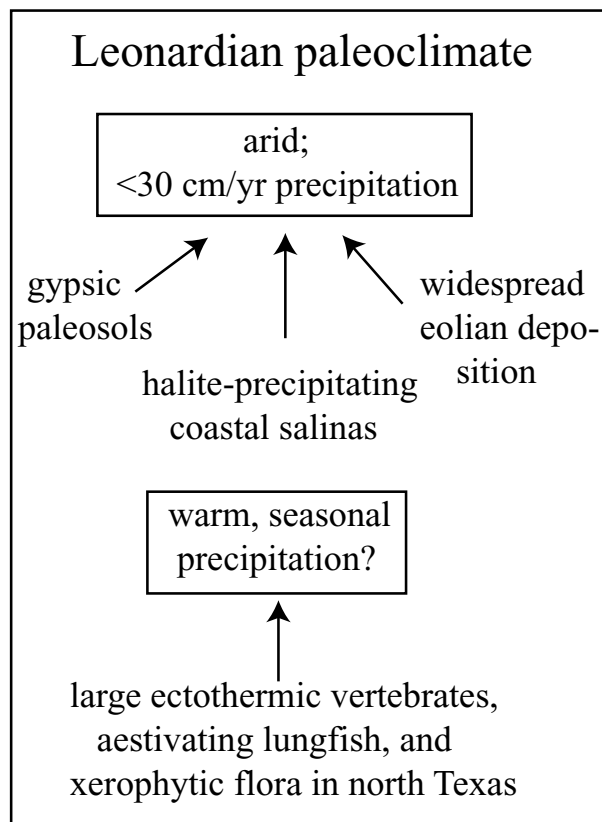 Leonardian paleoclimate
arid;
<30 cm/yr precipitation
gypsic
paleosols
widespread
eolian depo-
sition
halite-precipitating
coastal salinas
warm, seasonal
precipitation?
large ectothermic vertebrates,
aestivating lungfish, and
xerophytic flora in north Texas